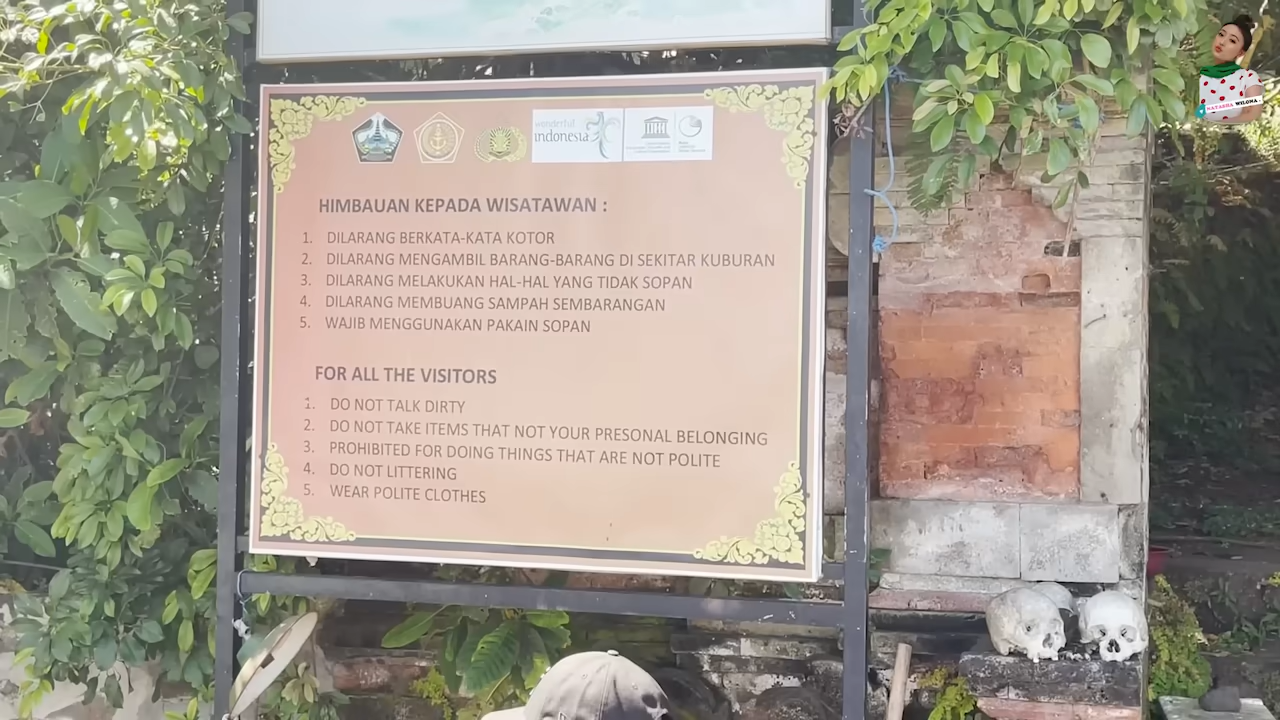 wonderful
indonesia
HIMBAUAN KEPADA WISATAWAN :
1. DILARANG BERKATA-KATA KOTOR
2. DILARANG MENGAMBIL BARANG-BARANG DI SEKITAR KUBURAN
3. DILARANG MELAKUKAN HAL-HAL YANG TIDAK SOPAN
4. DILARANG MEMBUANG SAMPAH SEMBARANGAN
5. WAJIB MENGGUNAKAN PAKAIN SOPAN
FOR ALL THE VISITORS
1. DO NOT TALK DIRTY
2. DO NOT TAKE ITEMS THAT NOT YOUR PRESONAL BELONGING
3. PROHIBITED FOR DOING THINGS THAT ARE NOT POLITE
4. DO NOT LITTERING
5. WEAR POLITE CLOTHES
NATASHA WILONA